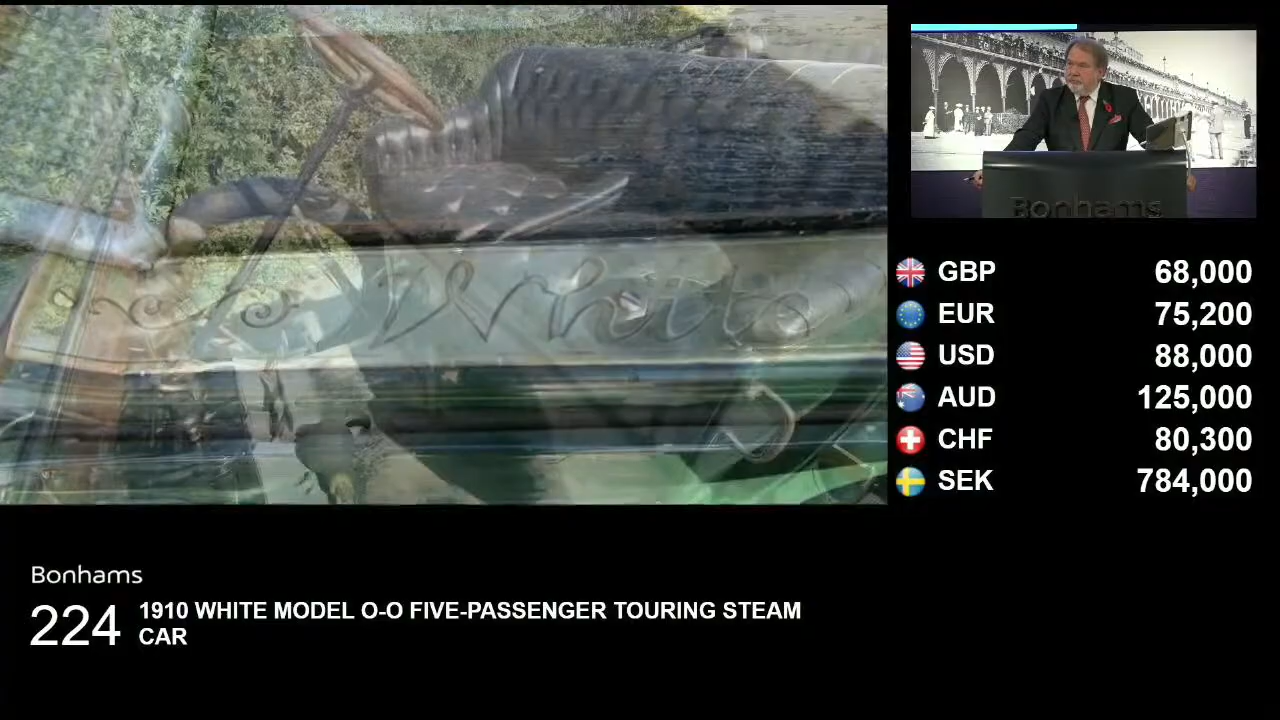 White
Bonhams
GBP 68,000
EUR 75,200
USD 88,000
AUD 125,000
CHF 80,300
SEK 784,000
Bonhams
224 1910 WHITE MODEL O-O FIVE-PASSENGER TOURING STEAM
CAR